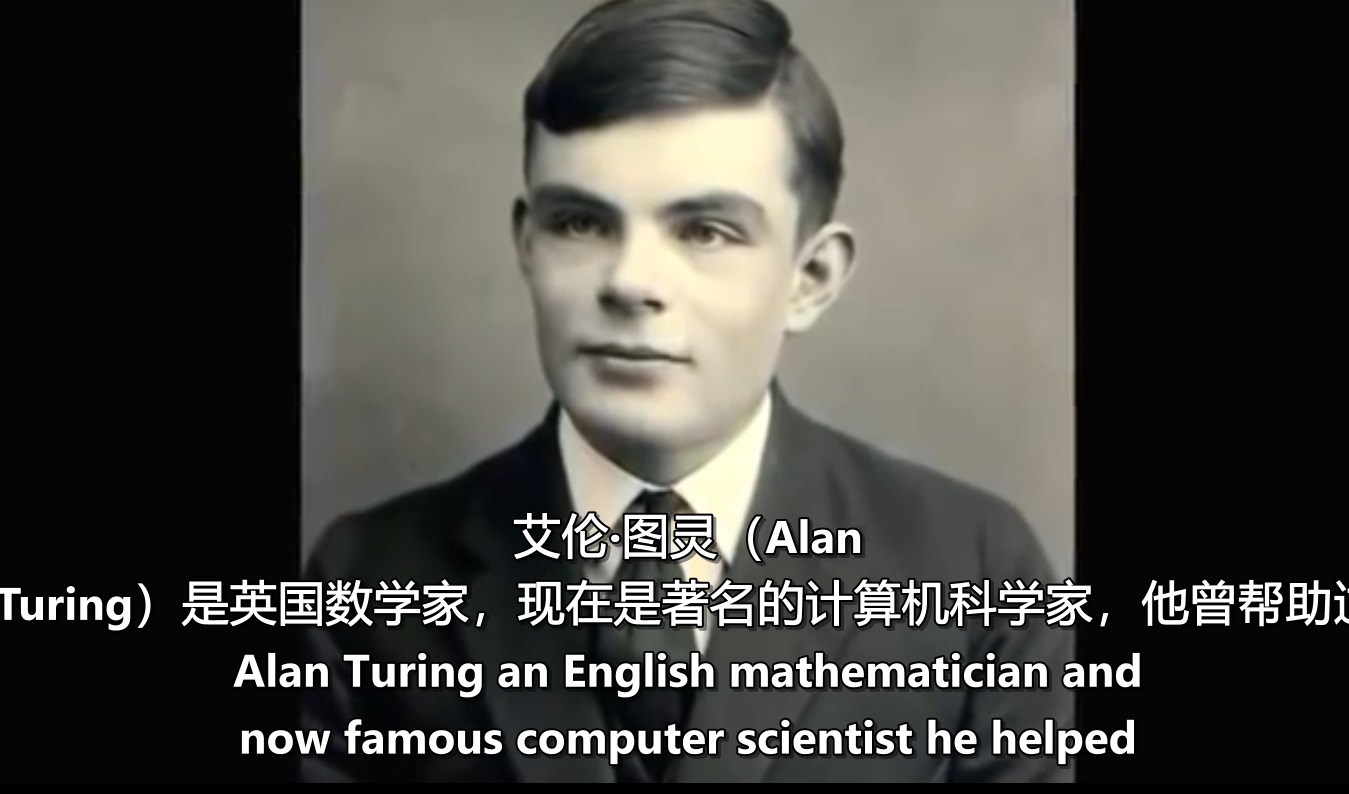 艾伦·图灵（Alan
Turing）是英国数学家，现在是著名的计算机科学家，他曾帮助
Alan Turing an English mathematician and
now famous computer scientist he helped